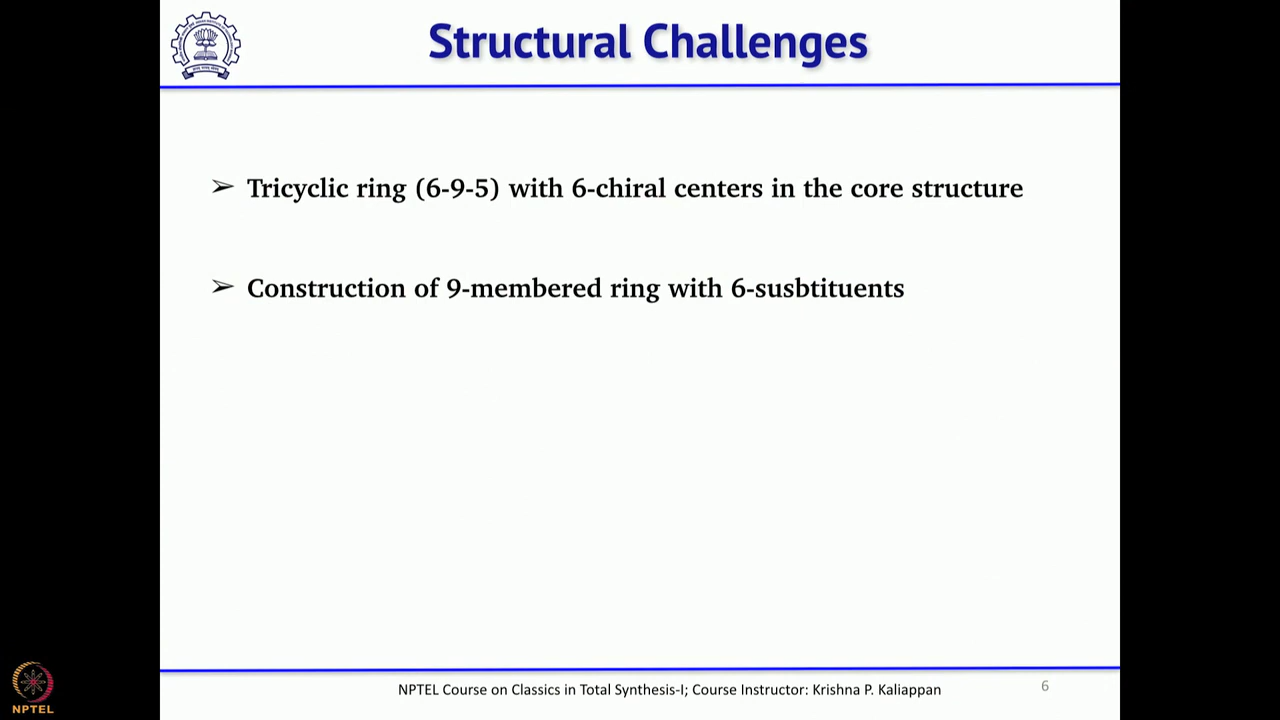 Structural Challenges
➢ Tricyclic ring (6-9-5) with 6-chiral centers in the core structure
➢ Construction of 9-membered ring with 6-susbtituents
NPTEL Course on Classics in Total Synthesis-I; Course Instructor: Krishna P. Kaliappan
6
NPTEL